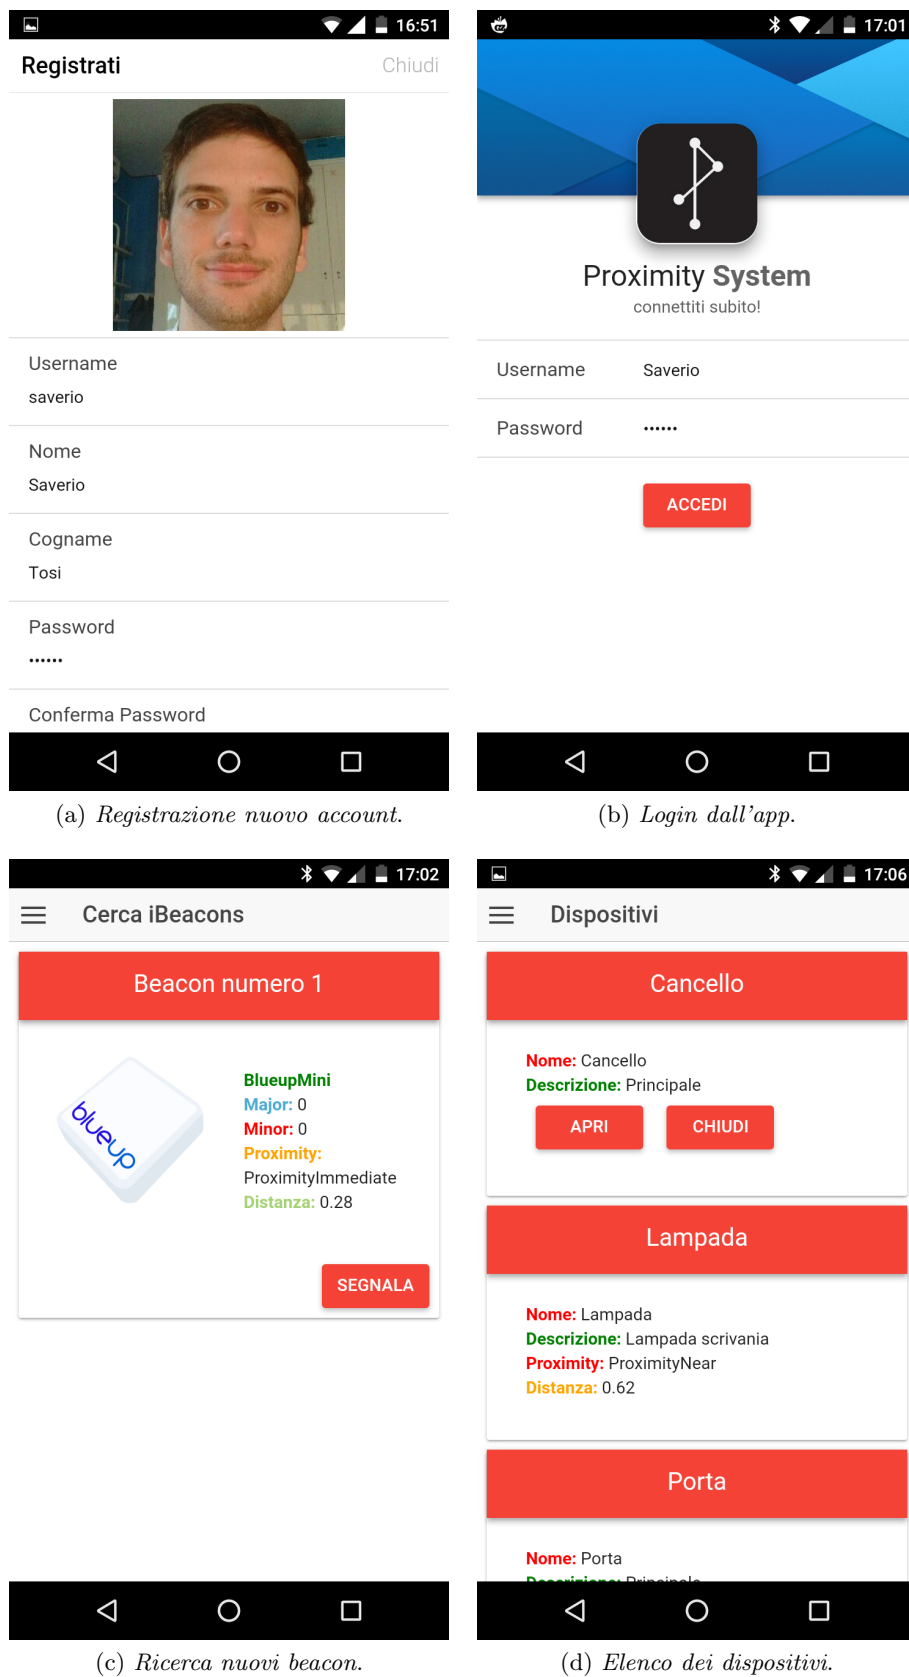 16:51
Registrati Chiudi
Username
saverio
Nome
Saverio
Cognome
Tosi
Password
••••••
Conferma Password
(a) Registrazione nuovo account.
17:01
Proximity System
connettiti subito!
Username Saverio
Password ••••••
ACCEDI
(b) Login dall'app.
17:02
Cerca iBeacons
Beacon numero 1
blueup
BlueupMini
Major: 0
Minor: 0
Proximity:
ProximityImmediate
Distanza: 0.28
SEGNALA
(c) Ricerca nuovi beacon.
17:06
Dispositivi
Cancello
Nome: Cancello
Descrizione: Principale
APRI CHIUDI
Lampada
Nome: Lampada
Descrizione: Lampada scrivania
Proximity: ProximityNear
Distanza: 0.62
Porta
Nome: Porta
Descrizione: Principale
(d) Elenco dei dispositivi.